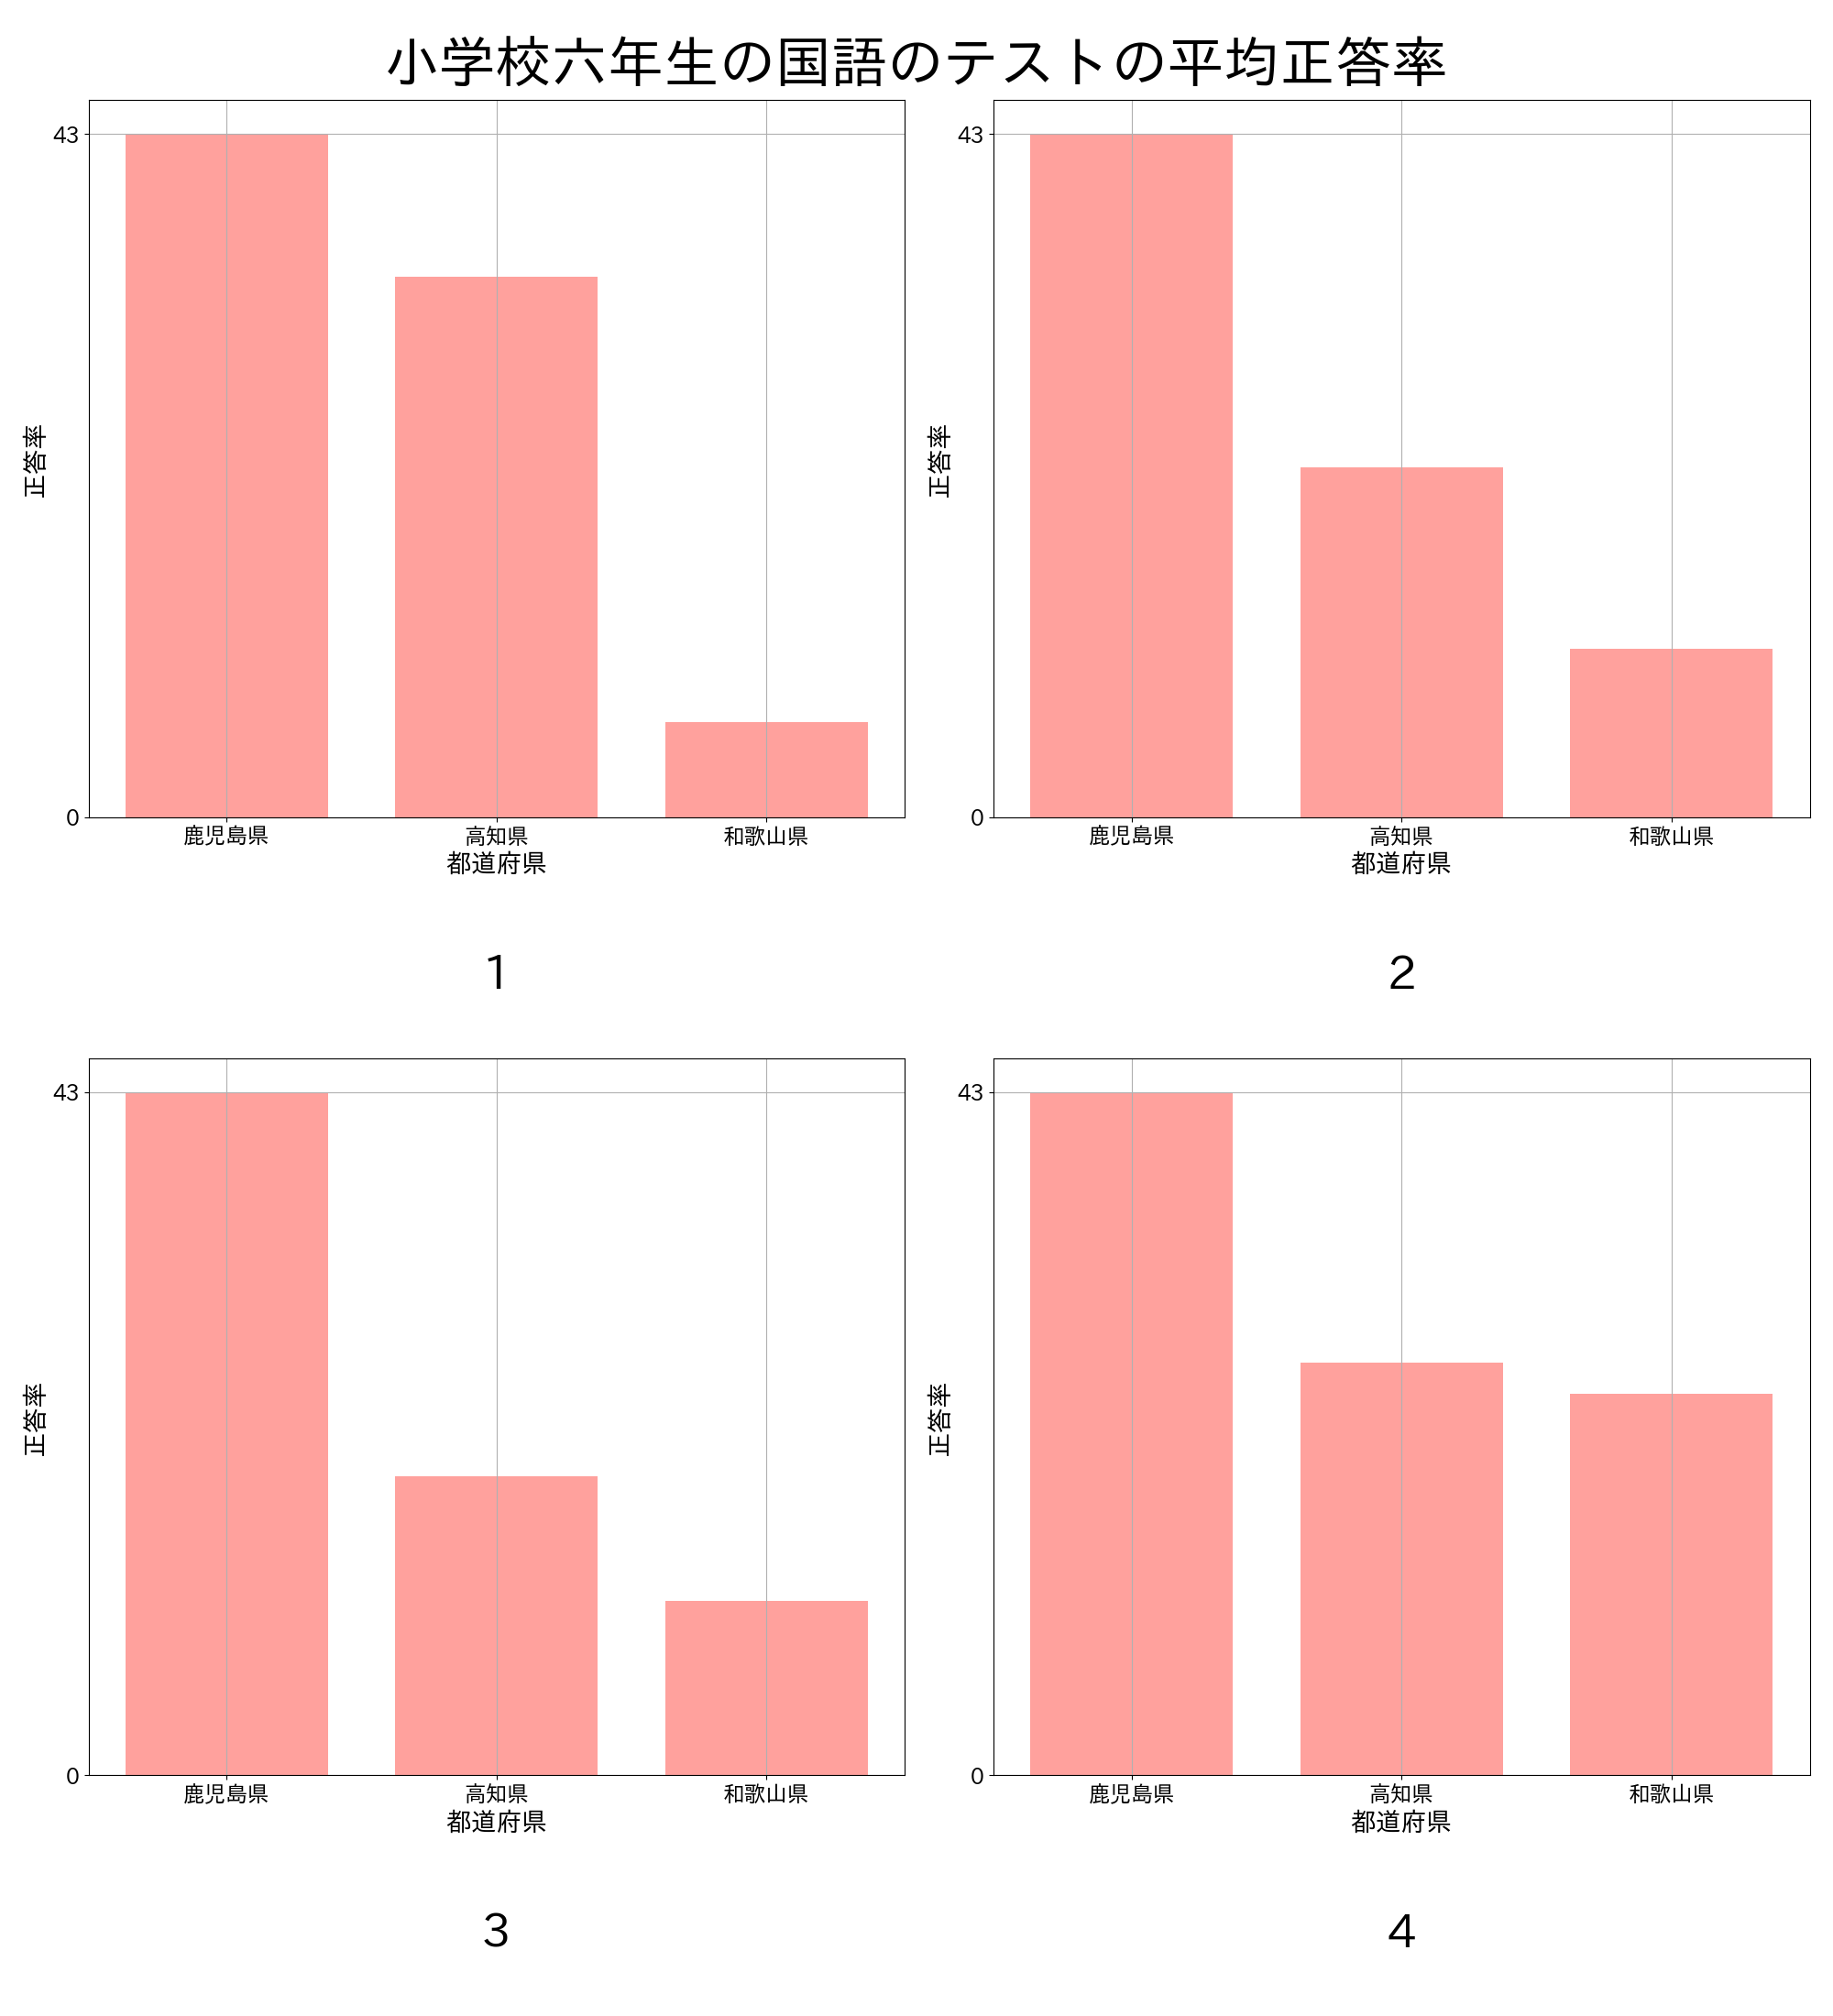 小学校六年生の国語のテストの平均正答率
43
正答率
0
鹿児島県 高知県 和歌山県
都道府県
1
43
正答率
0
鹿児島県 高知県 和歌山県
都道府県
2
43
正答率
0
鹿児島県 高知県 和歌山県
都道府県
3
43
正答率
0
鹿児島県 高知県 和歌山県
都道府県
4